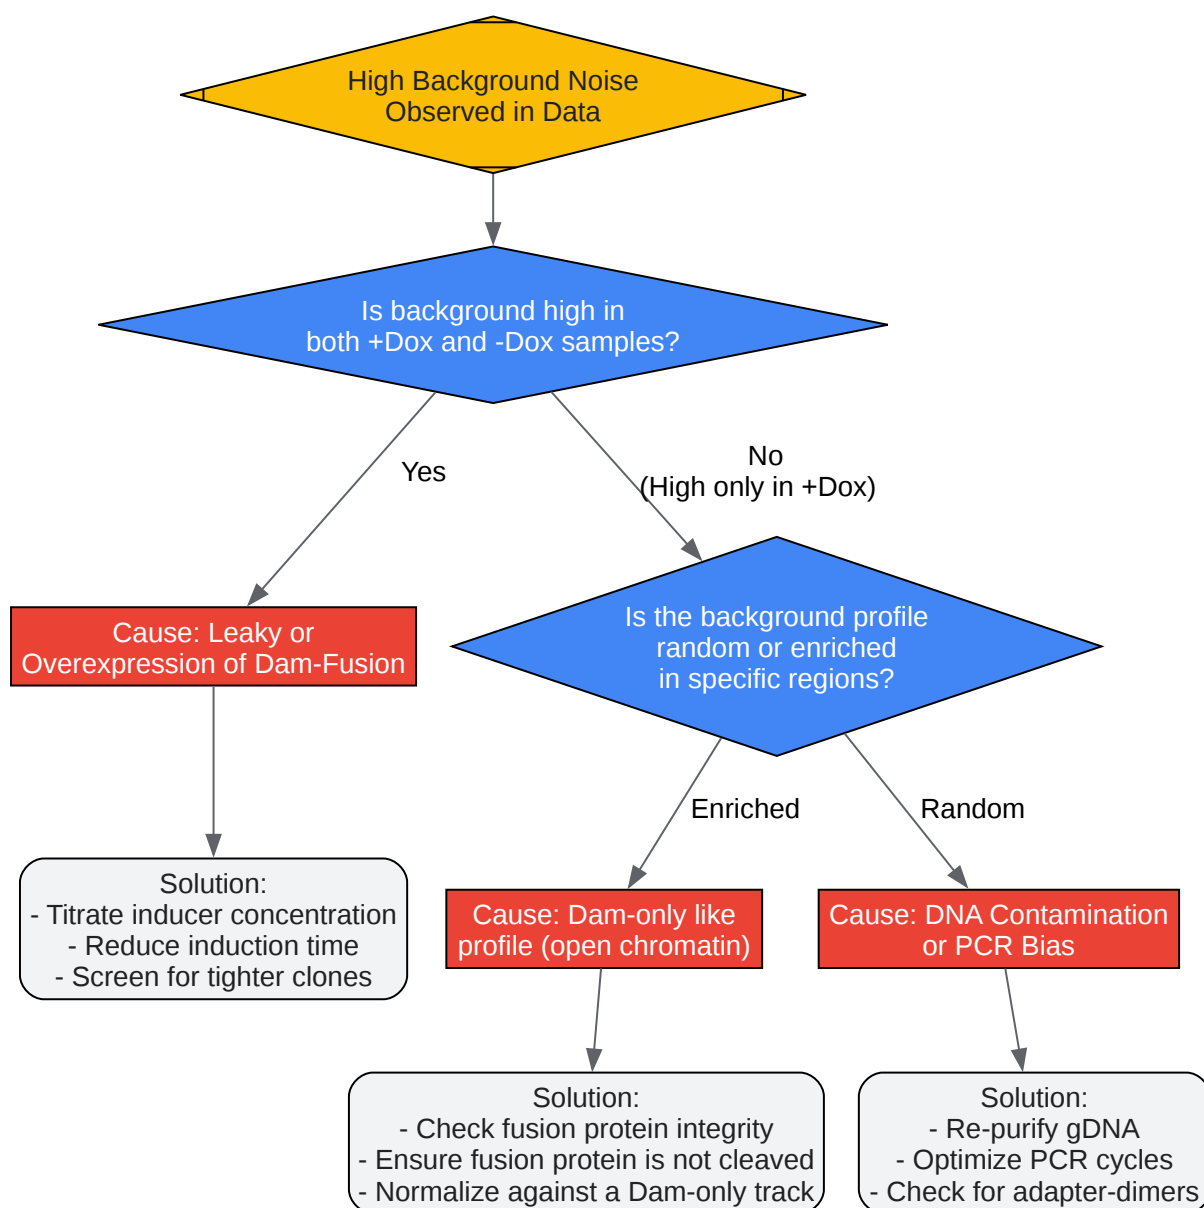 High Background Noise
Observed in Data
Is background high in
both +Dox and -Dox samples?
Yes
No
(High only in +Dox)
Cause: Leaky or
Overexpression of Dam-Fusion
Is the background profile
random or enriched
in specific regions?
Enriched
Random
Solution:
- Titrate inducer concentration
- Reduce induction time
- Screen for tighter clones
Cause: Dam-only like
profile (open chromatin)
Cause: DNA Contamination
or PCR Bias
Solution:
- Check fusion protein integrity
- Ensure fusion protein is not cleaved
- Normalize against a Dam-only track
Solution:
- Re-purify gDNA
- Optimize PCR cycles
- Check for adapter-dimers